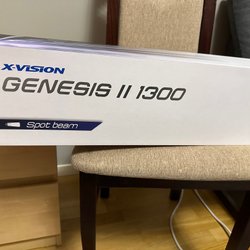 X-VISION
GENESIS II 1300
Spot beam